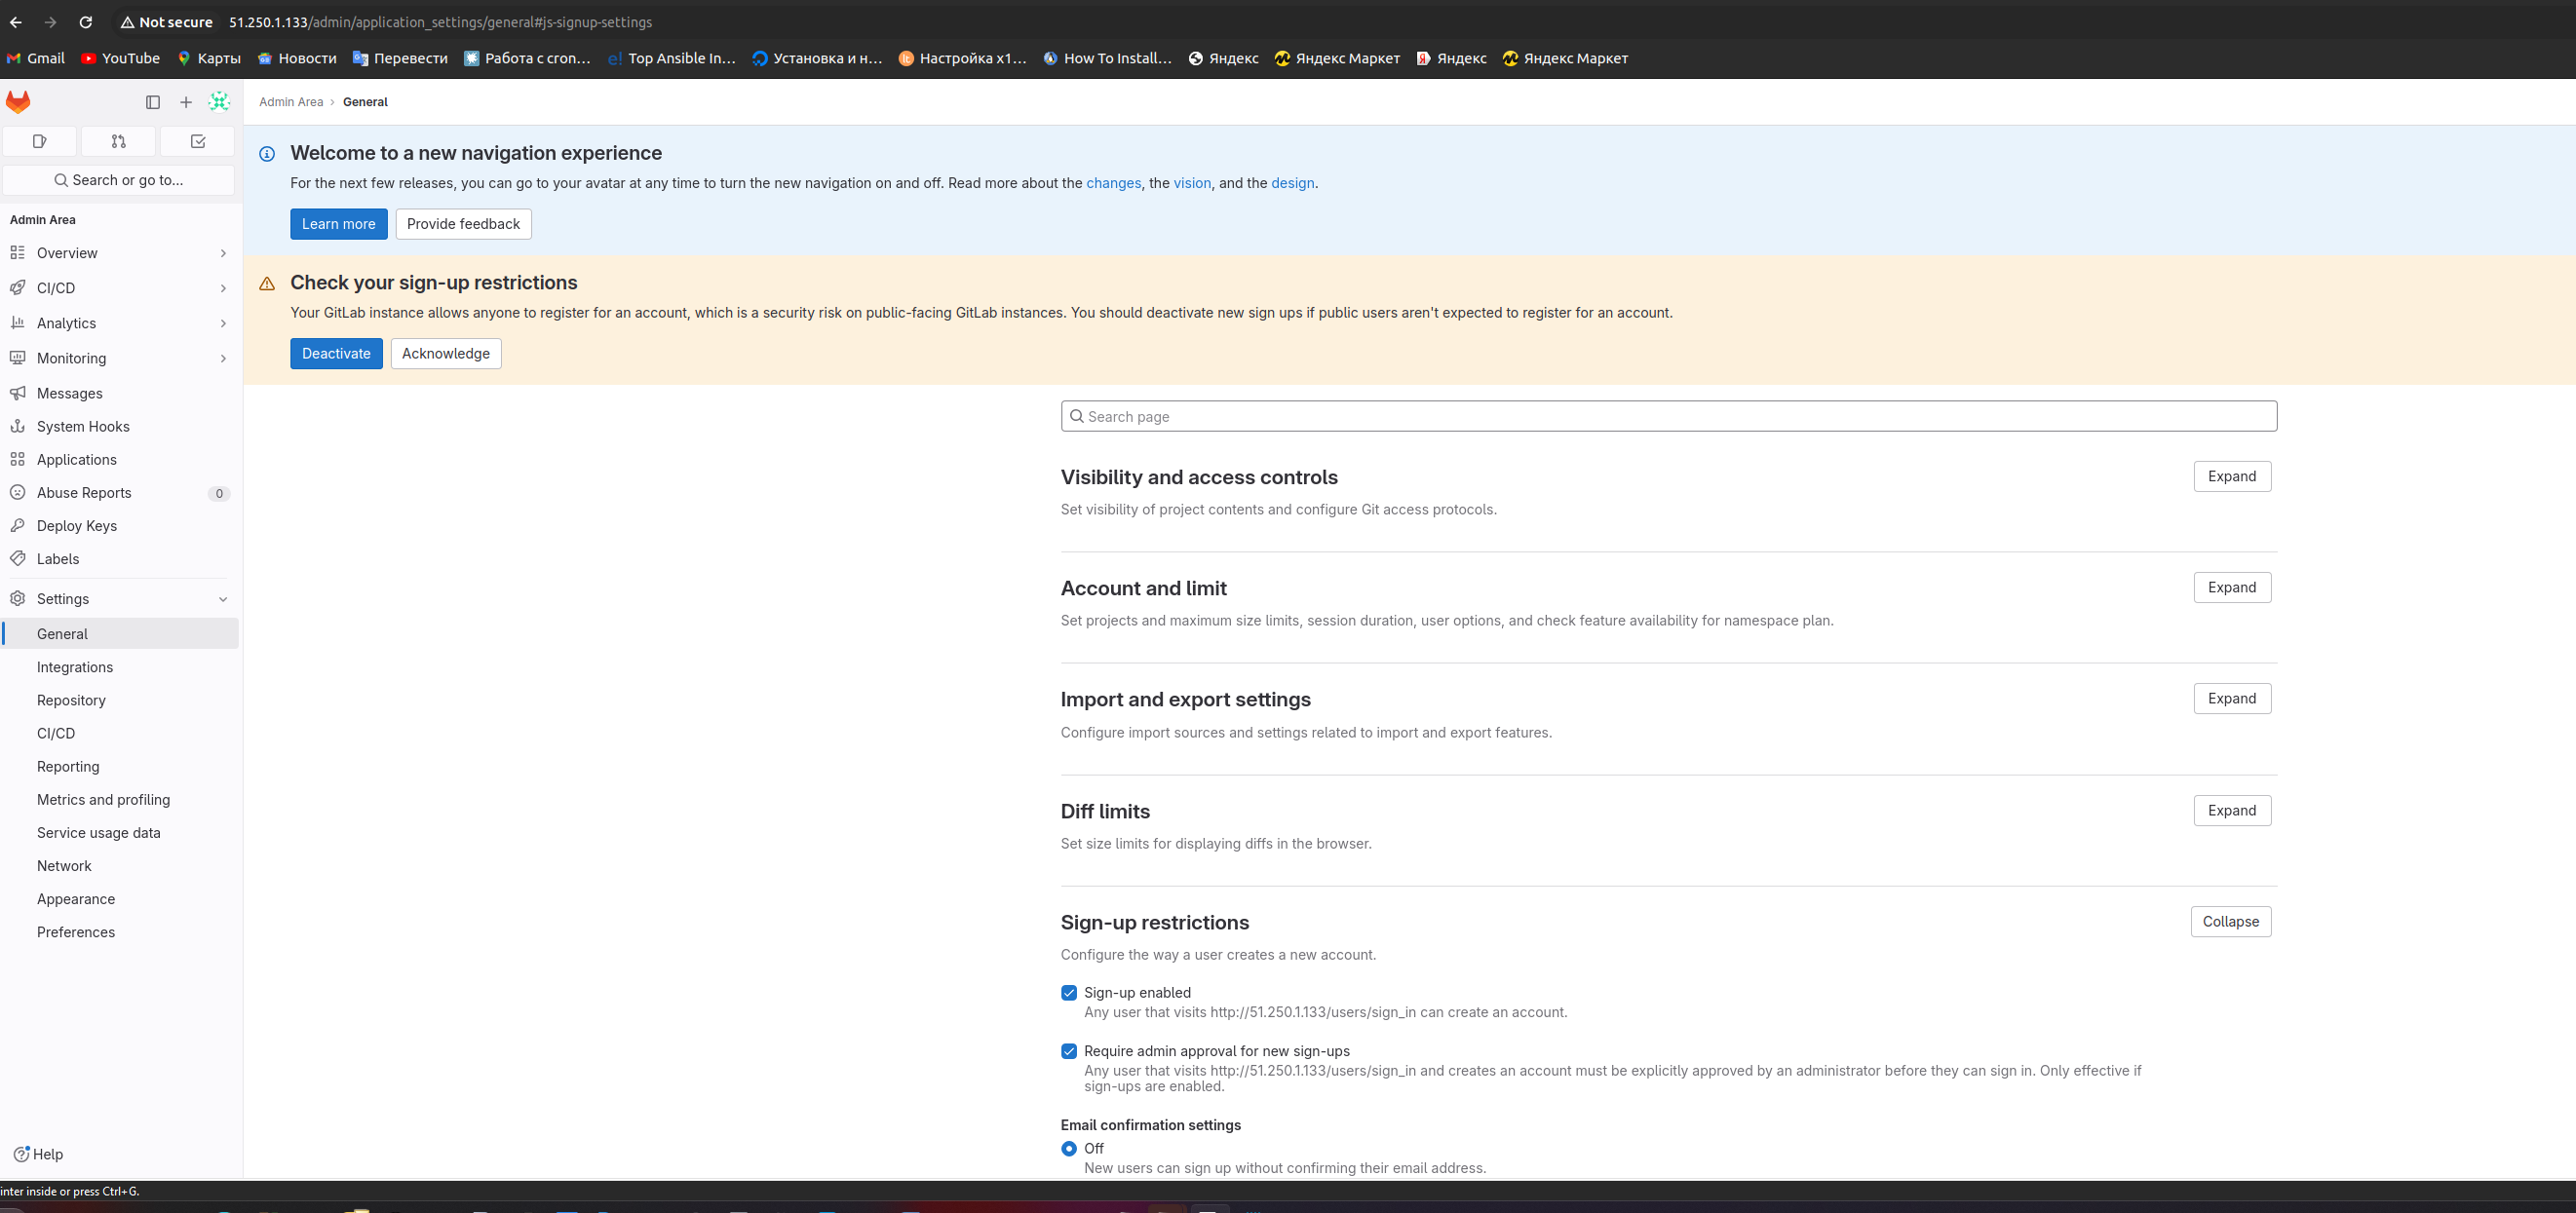 Not secure 51.250.1.133/admin/application_settings/general#js-signup-settings
Gmail YouTube Карты Новости Перевести Работа с cron... Top Ansible In... Установка и н... Настройка x1... How To Install... Яндекс Яндекс Маркет Яндекс Яндекс Маркет
Admin Area › General
Search or go to...
Admin Area
Overview
CI/CD
Analytics
Monitoring
Messages
System Hooks
Applications
Abuse Reports 0
Deploy Keys
Labels
Settings
General
Integrations
Repository
CI/CD
Reporting
Metrics and profiling
Service usage data
Network
Appearance
Preferences
Help
Welcome to a new navigation experience
For the next few releases, you can go to your avatar at any time to turn the new navigation on and off. Read more about the changes, the vision, and the design.
Learn more Provide feedback
Check your sign-up restrictions
Your GitLab instance allows anyone to register for an account, which is a security risk on public-facing GitLab instances. You should deactivate new sign ups if public users aren't expected to register for an account.
Deactivate Acknowledge
Search page
Visibility and access controls Expand
Set visibility of project contents and configure Git access protocols.
Account and limit Expand
Set projects and maximum size limits, session duration, user options, and check feature availability for namespace plan.
Import and export settings Expand
Configure import sources and settings related to import and export features.
Diff limits Expand
Set size limits for displaying diffs in the browser.
Sign-up restrictions Collapse
Configure the way a user creates a new account.
Sign-up enabled
Any user that visits http://51.250.1.133/users/sign_in can create an account.
Require admin approval for new sign-ups
Any user that visits http://51.250.1.133/users/sign_in and creates an account must be explicitly approved by an administrator before they can sign in. Only effective if
sign-ups are enabled.
Email confirmation settings
Off
New users can sign up without confirming their email address.
inter inside or press Ctrl+G.